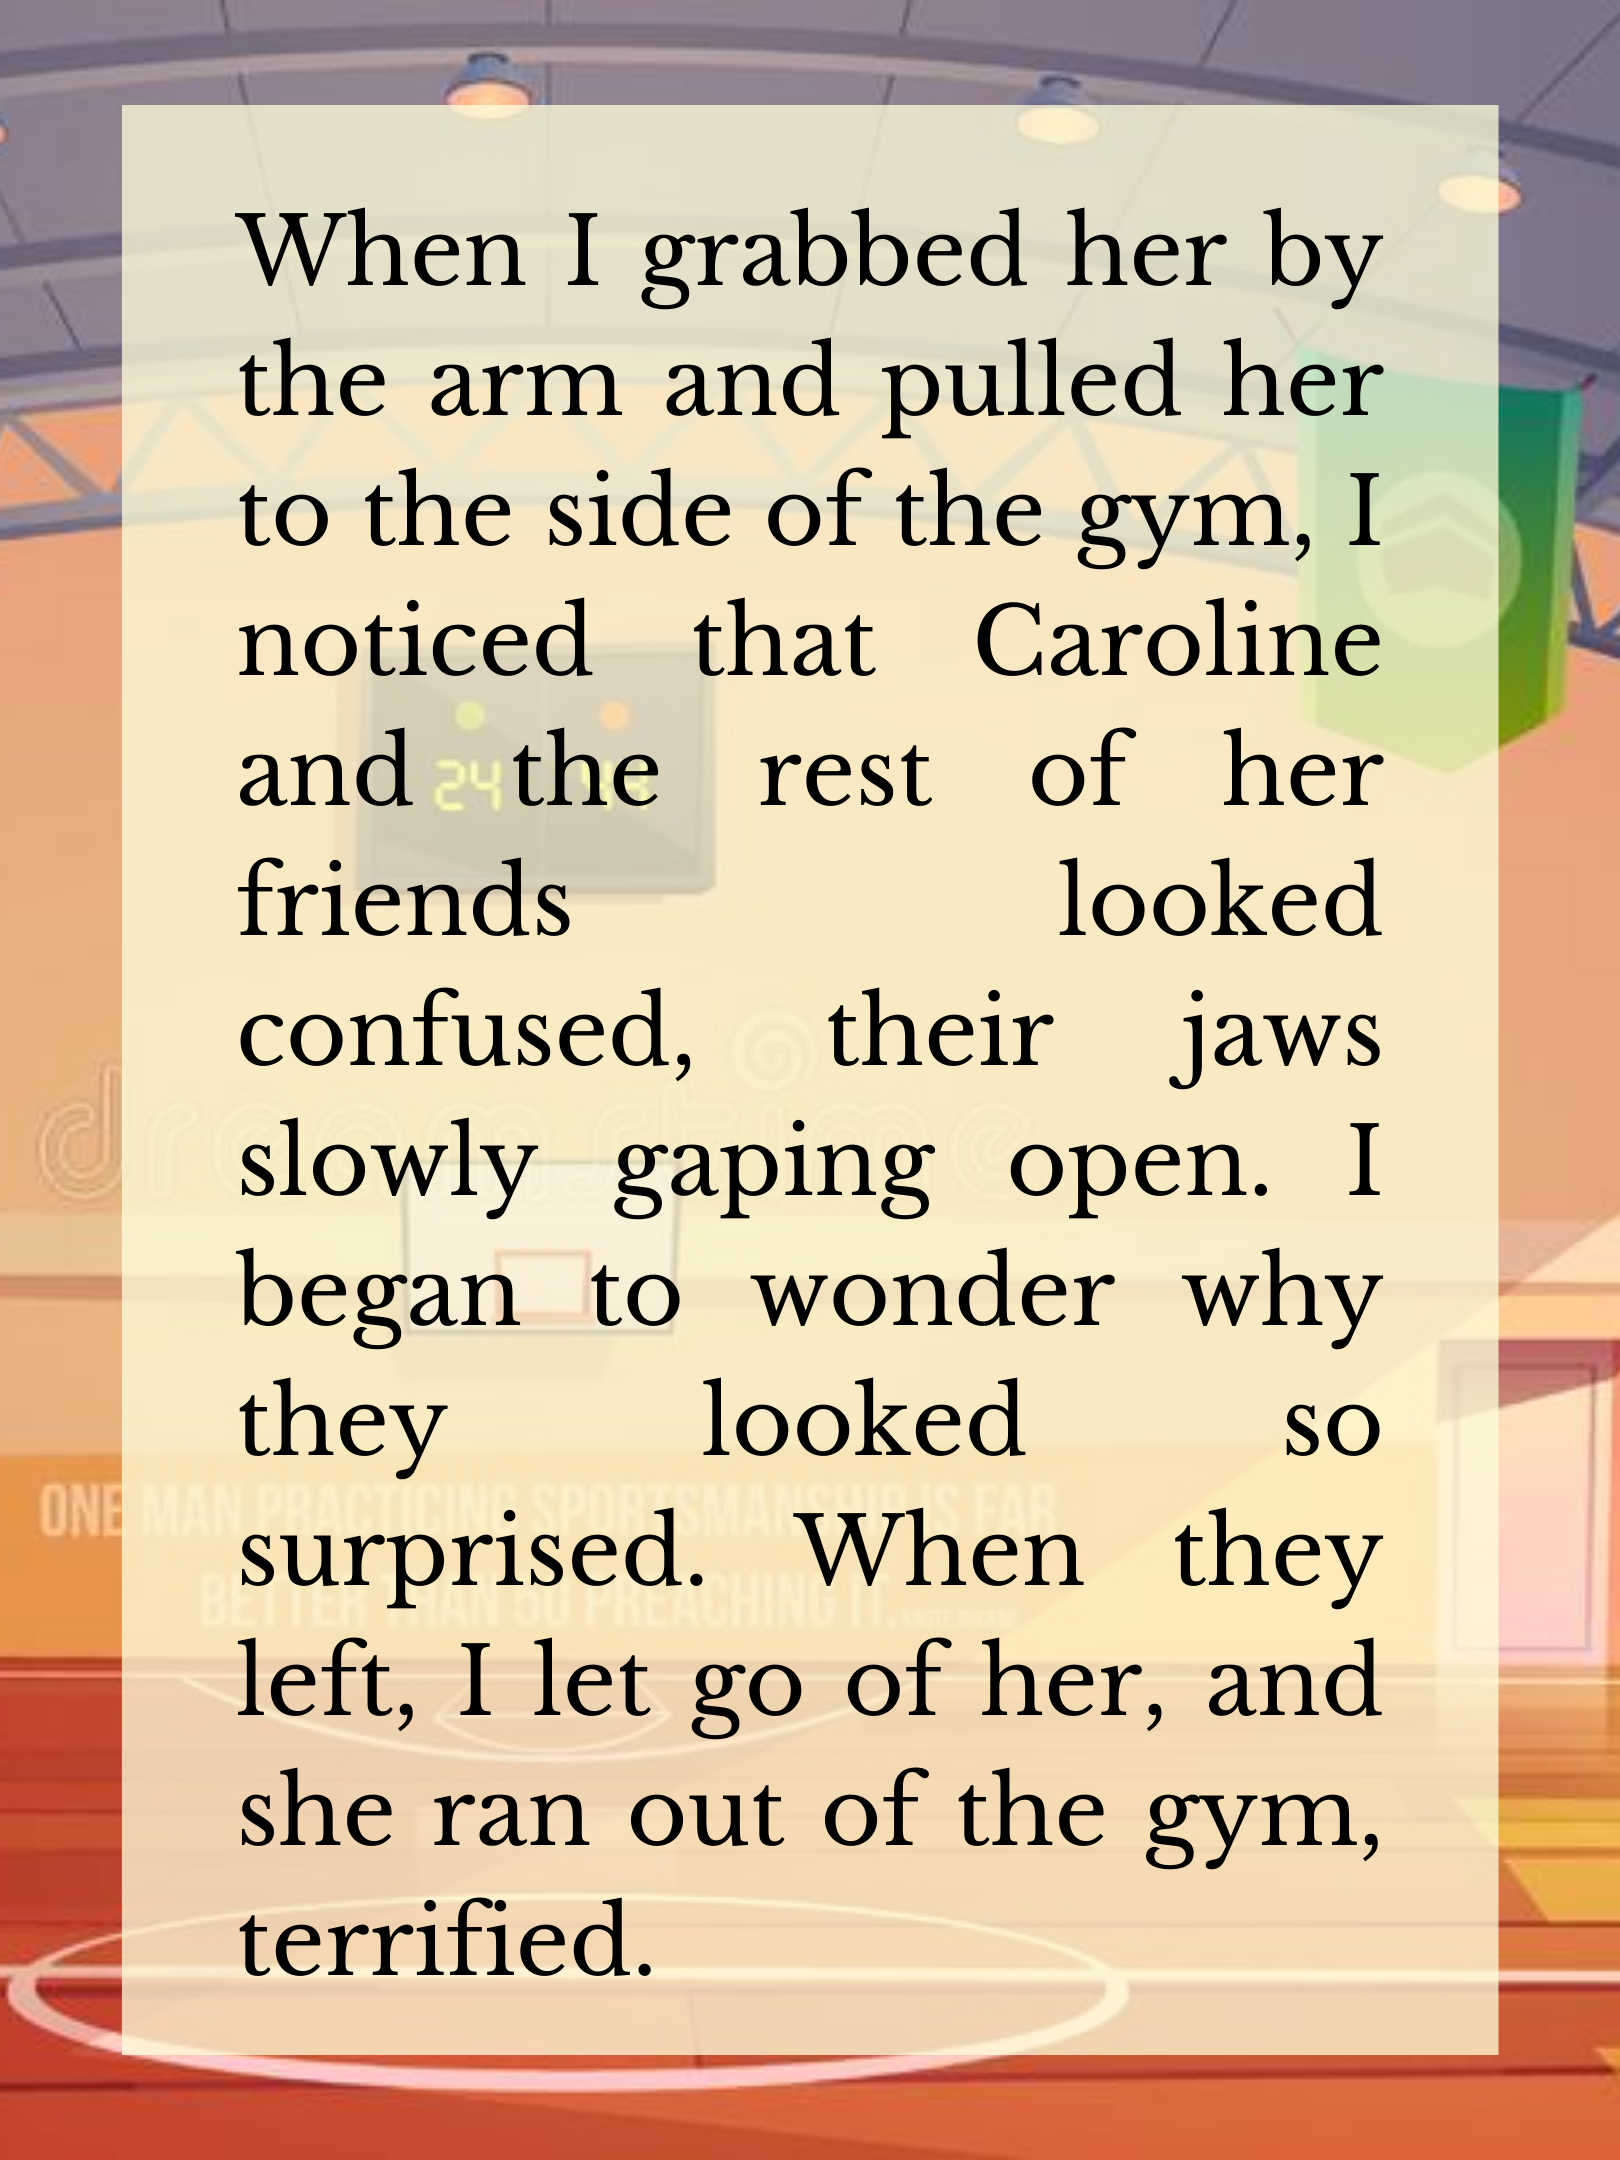 When I grabbed her by
the arm and pulled her
to the side of the gym, I
noticed that Caroline
and the rest of her
friends looked
confused, their jaws
slowly gaping open. I
began to wonder why
they looked so
surprised. When they
left, I let go of her, and
she ran out of the gym,
terrified.
24
dreamstime
ONE MAN PRACTICING SPORTSMANSHIP IS FAR
BETTER THAN 50 PREACHING IT.